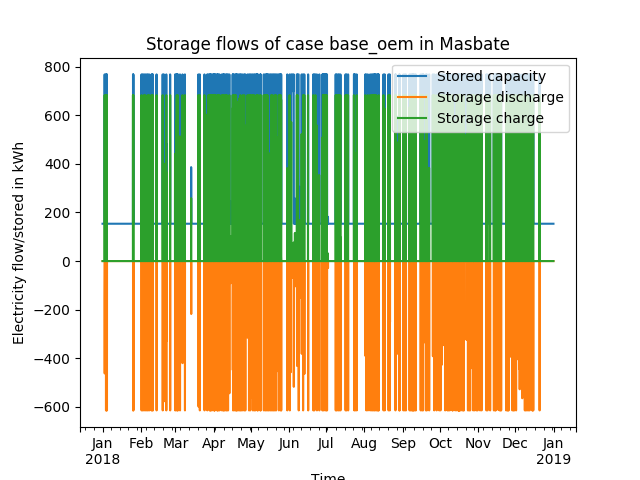 Storage flows of case base_oem in Masbate
Stored capacity
Storage discharge
Storage charge
Electricity flow/stored in kWh
800
600
400
200
0
−200
−400
−600
Jan Feb Mar Apr May Jun Jul Aug Sep Oct Nov Dec Jan
2018 2019
Time